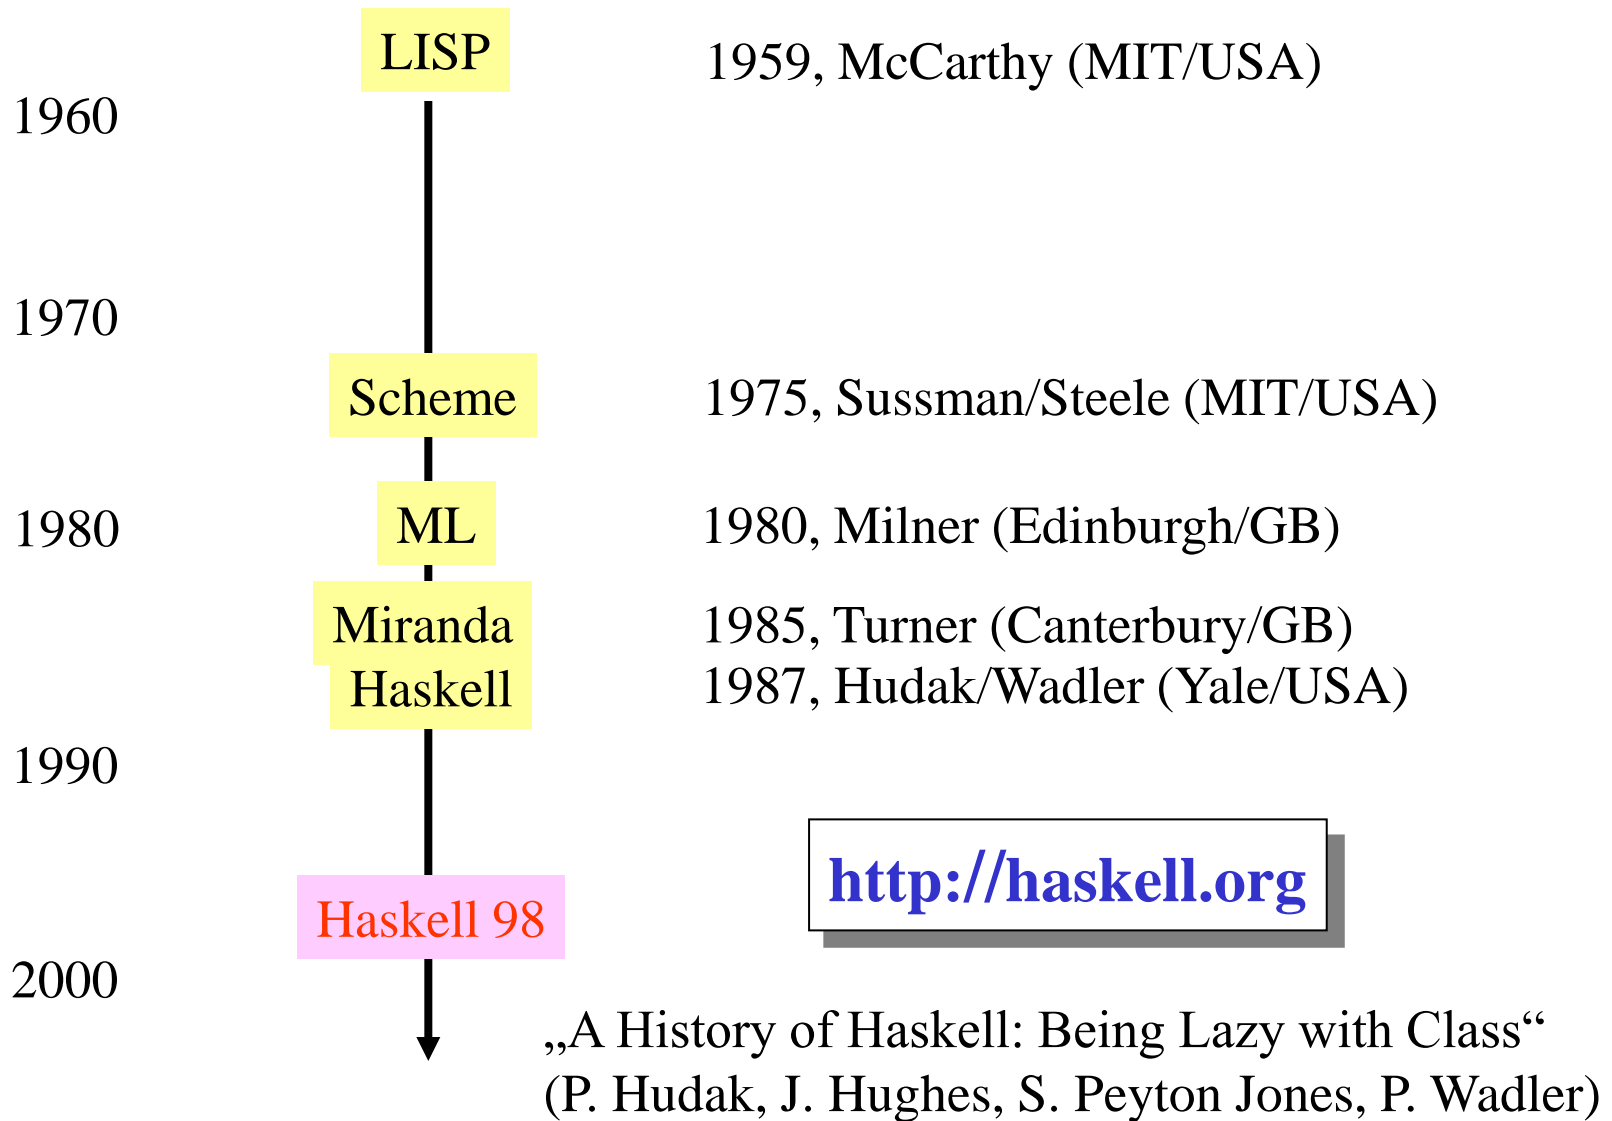 LISP 1959, McCarthy (MIT/USA)
1960
1970
Scheme 1975, Sussman/Steele (MIT/USA)
1980 ML 1980, Milner (Edinburgh/GB)
Miranda 1985, Turner (Canterbury/GB)
Haskell 1987, Hudak/Wadler (Yale/USA)
1990
http://haskell.org
Haskell 98
2000
„A History of Haskell: Being Lazy with Class“
(P. Hudak, J. Hughes, S. Peyton Jones, P. Wadler)